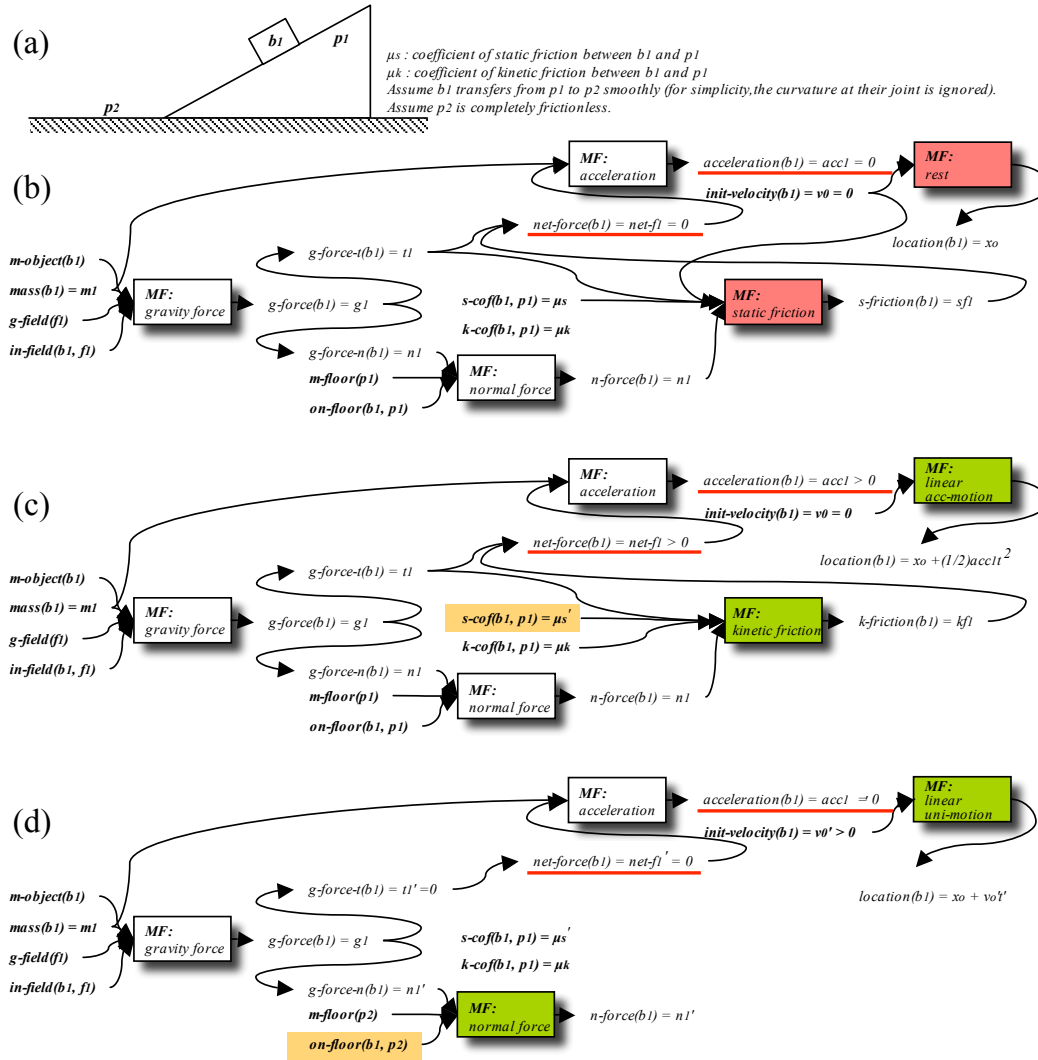 (a)
b1
p1
p2
μs : coefficient of static friction between b1 and p1
μk : coefficient of kinetic friction between b1 and p1
Assume b1 transfers from p1 to p2 smoothly (for simplicity,the curvature at their joint is ignored).
Assume p2 is completely frictionless.
(b)
MF:
acceleration
acceleration(b1) = acc1 = 0
init-velocity(b1) = v0 = 0
MF:
rest
net-force(b1) = net-f1 = 0
location(b1) = xo
m-object(b1)
mass(b1) = m1
g-field(f1)
in-field(b1, f1)
MF:
gravity force
g-force-t(b1) = t1
g-force(b1) = g1
g-force-n(b1) = n1
m-floor(p1)
on-floor(b1, p1)
s-cof(b1, p1) = μs
k-cof(b1, p1) = μk
MF:
normal force
n-force(b1) = n1
MF:
static friction
s-friction(b1) = sf1
(c)
MF:
acceleration
acceleration(b1) = acc1 > 0
init-velocity(b1) = v0 = 0
MF:
linear
acc-motion
net-force(b1) = net-f1 > 0
location(b1) = xo +(1/2)acc1t²
m-object(b1)
mass(b1) = m1
g-field(f1)
in-field(b1, f1)
MF:
gravity force
g-force-t(b1) = t1
g-force(b1) = g1
g-force-n(b1) = n1
m-floor(p1)
on-floor(b1, p1)
s-cof(b1, p1) = μs′
k-cof(b1, p1) = μk
MF:
normal force
n-force(b1) = n1
MF:
kinetic friction
k-friction(b1) = kf1
(d)
MF:
acceleration
acceleration(b1) = acc1′ = 0
init-velocity(b1) = v0' > 0
MF:
linear
uni-motion
net-force(b1) = net-f1′ = 0
location(b1) = xo + vo't'
m-object(b1)
mass(b1) = m1
g-field(f1)
in-field(b1, f1)
MF:
gravity force
g-force-t(b1) = t1' = 0
g-force(b1) = g1
g-force-n(b1) = n1'
m-floor(p2)
on-floor(b1, p2)
s-cof(b1, p1) = μs′
k-cof(b1, p1) = μk
MF:
normal force
n-force(b1) = n1'